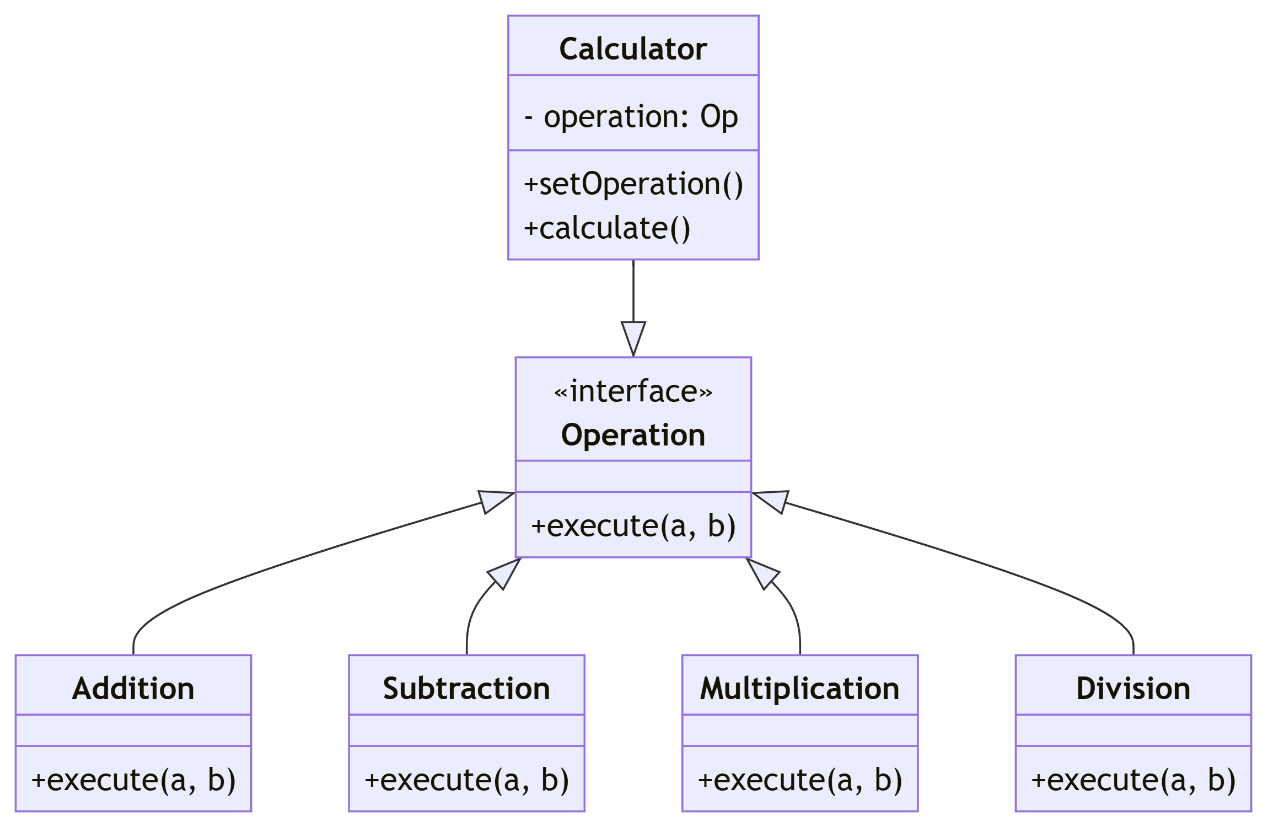 Calculator
- operation: Op
+setOperation()
+calculate()
«interface»
Operation
+execute(a, b)
Addition
+execute(a, b)
Subtraction
+execute(a, b)
Multiplication
+execute(a, b)
Division
+execute(a, b)